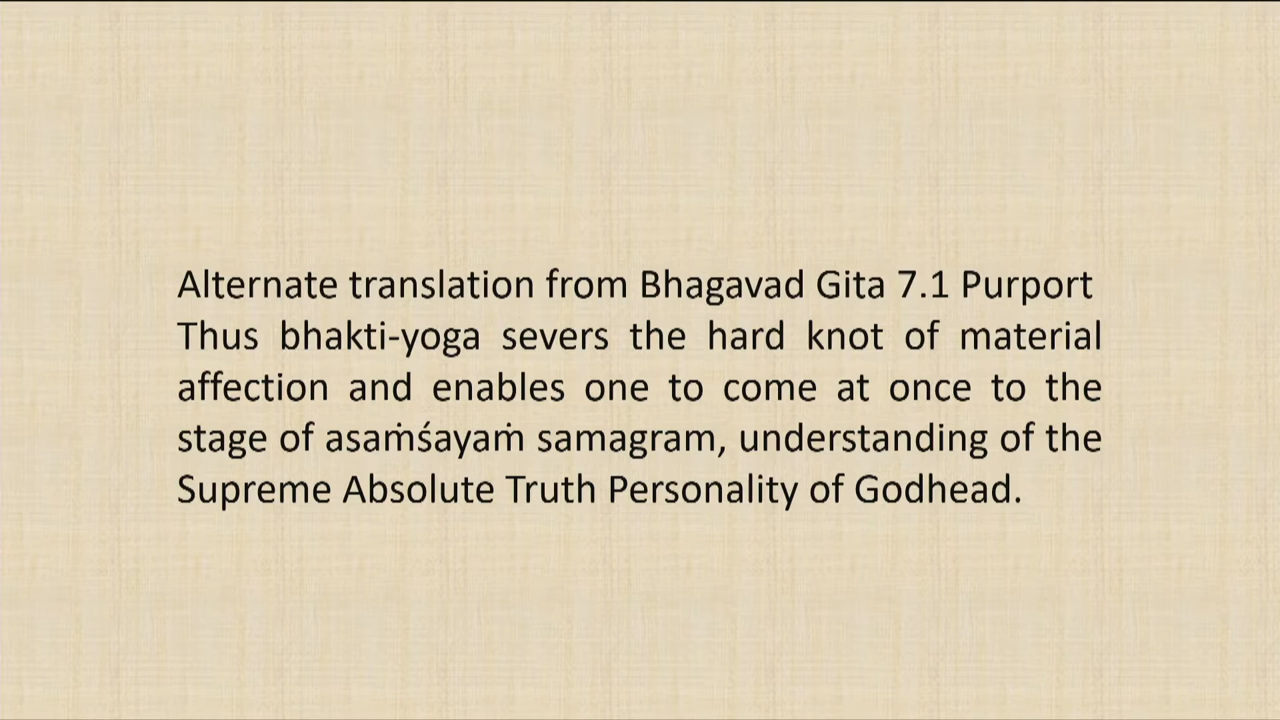 Alternate translation from Bhagavad Gita 7.1 Purport
Thus bhakti-yoga severs the hard knot of material
affection and enables one to come at once to the
stage of asaṁśayaṁ samagram, understanding of the
Supreme Absolute Truth Personality of Godhead.